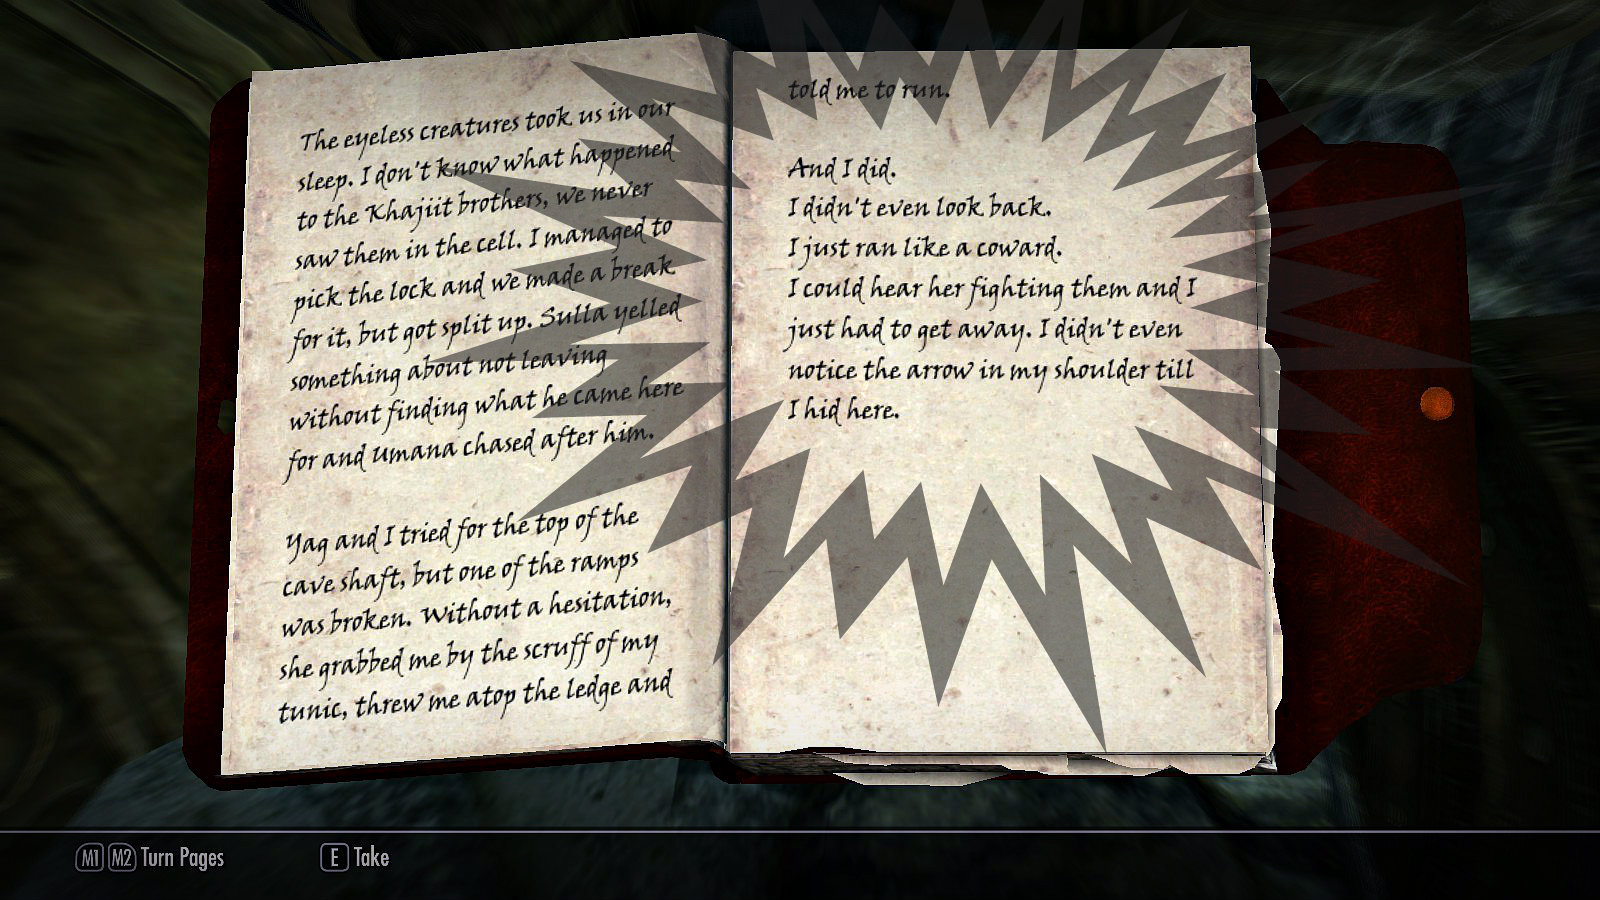 The eyeless creatures took us in our
sleep. I don't know what happened
to the Khajiit brothers, we never
saw them in the cell. I managed to
pick the lock and we made a break
for it, but got split up. Sulla yelled
something about not leaving
without finding what he came here
for and Umana chased after him.
Yag and I tried for the top of the
cave shaft, but one of the ramps
was broken. Without a hesitation,
she grabbed me by the scruff of my
tunic, threw me atop the ledge and
told me to run.
And I did.
I didn't even look back.
I just ran like a coward.
I could hear her fighting them and I
just had to get away. I didn't even
notice the arrow in my shoulder till
I hid here.
M1 M2 Turn Pages
E Take